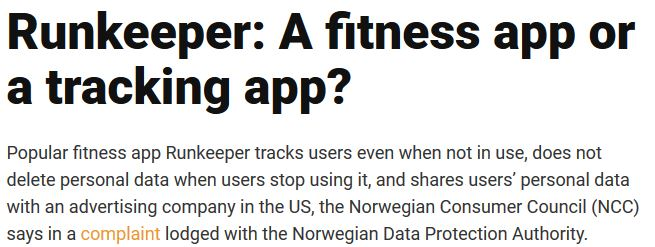 Runkeeper: A fitness app or
a tracking app?
Popular fitness app Runkeeper tracks users even when not in use, does not
delete personal data when users stop using it, and shares users’ personal data
with an advertising company in the US, the Norwegian Consumer Council (NCC)
says in a complaint lodged with the Norwegian Data Protection Authority.